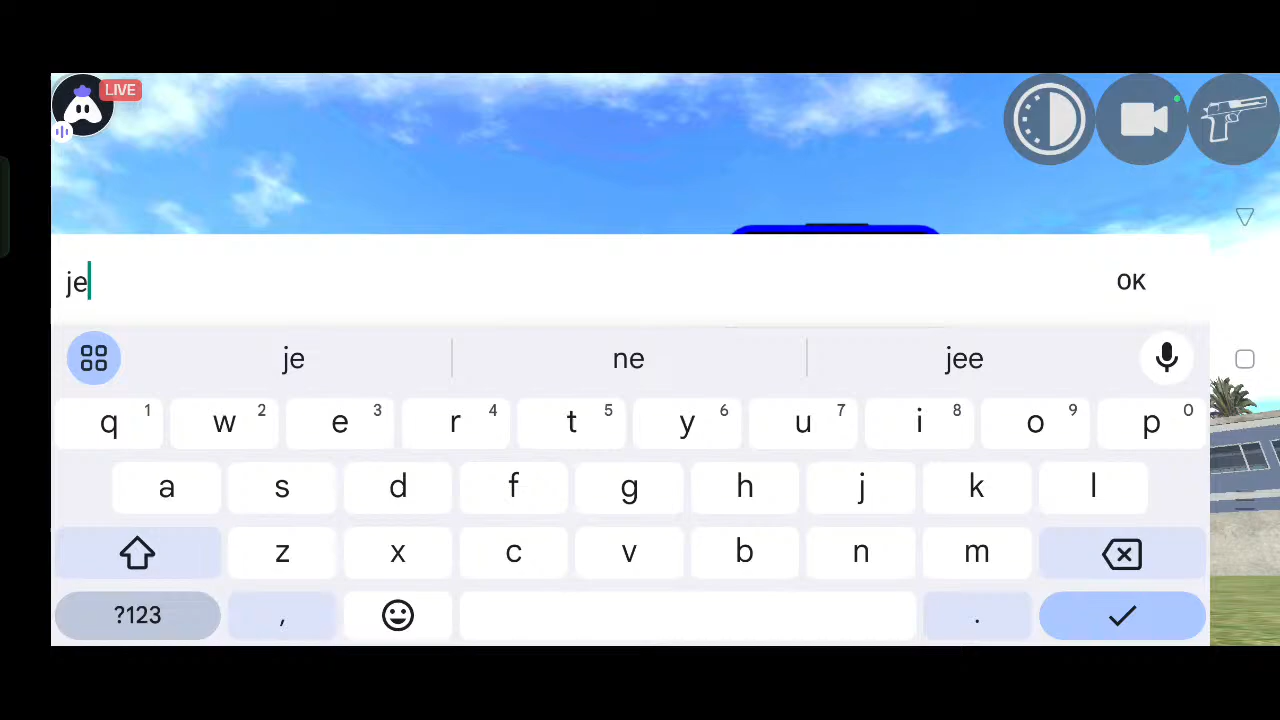 LIVE
je
OK
je ne jee
q 1 w 2 e 3 r 4 t 5 y 6 u 7 i 8 o 9 p 0
a s d f g h j k l
z x c v b n m
?123 , .